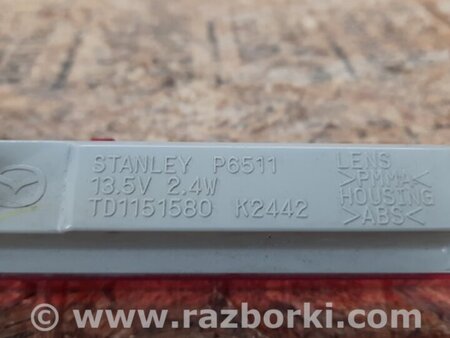 STANLEY P6511
13.5V 2.4W
TD1151580 K2442
LENS
>PMMA<
HOUSING
>ABS<
www.razborki.com